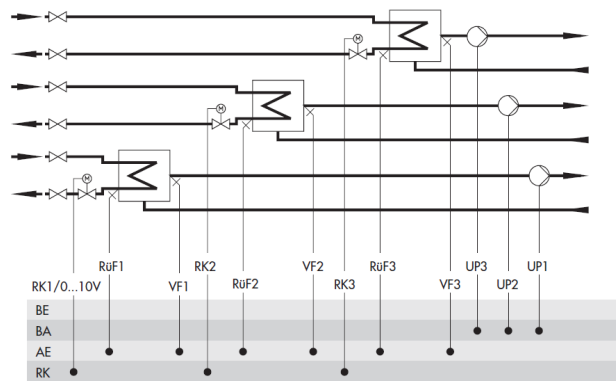 M
M
M
RüF1 RK2 VF2 RüF3 UP3 UP1
RK1/0...10V VF1 RüF2 RK3 VF3 UP2
BE
BA
AE
RK